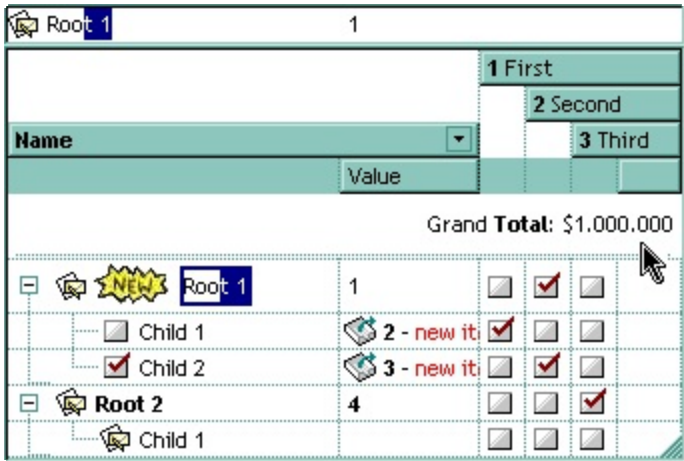 Root 1 1
1 First
2 Second
Name 3 Third
Value
Grand Total: $1.000.000
NEW! Root 1 1
Child 1 2 - new it
Child 2 3 - new it
Root 2 4
Child 1